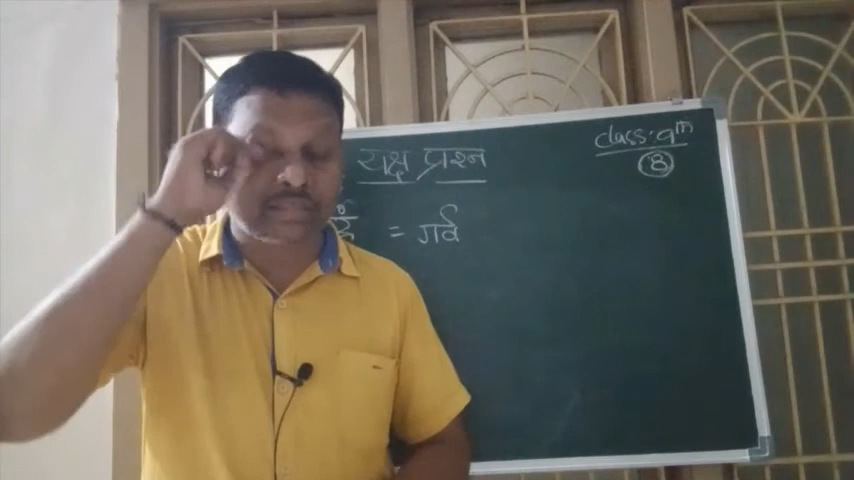 यक्ष प्रश्न
class: 9th
8
= गर्व